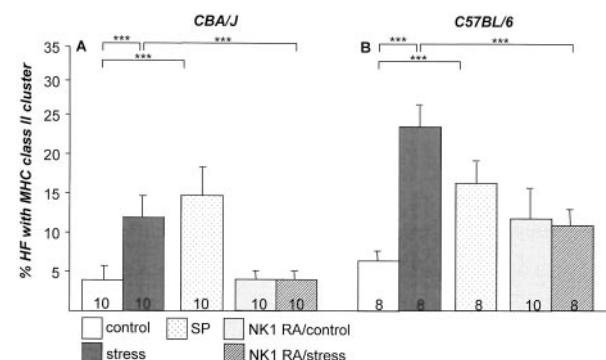 CBA/J
C57BL/6
A
B
***
***
***
***
***
***
% HF with MHC class II cluster
35
30
25
20
15
10
5
10 10 10 10 10
8 8 8 10 8
control
SP
NK1 RA/control
stress
NK1 RA/stress